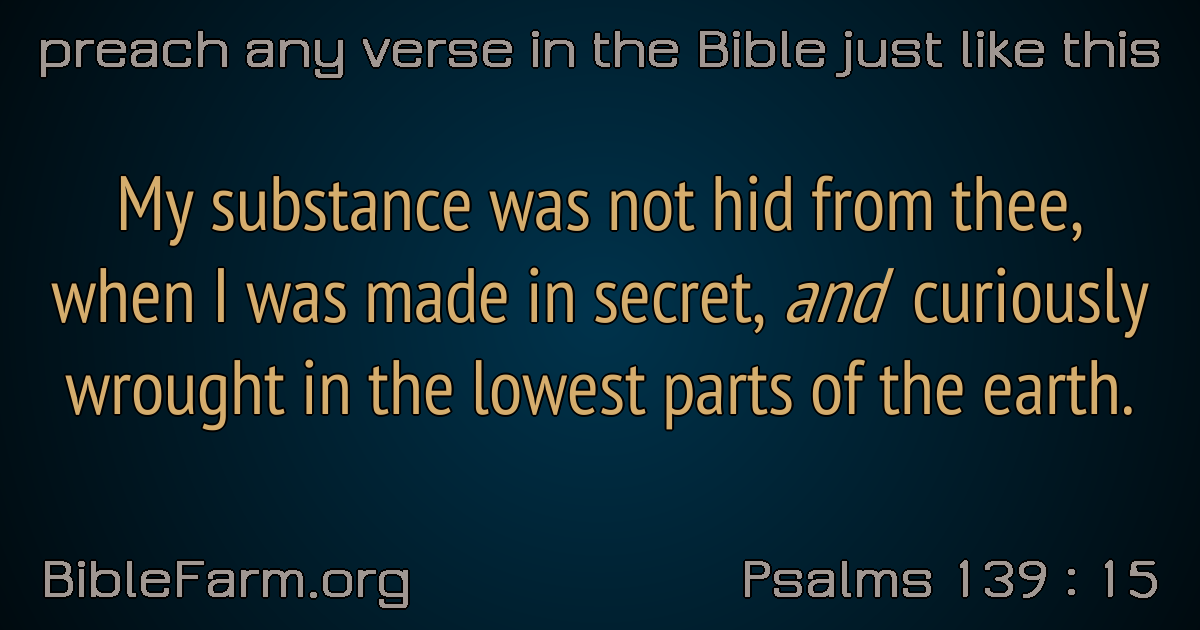 preach any verse in the Bible just like this
My substance was not hid from thee,
when I was made in secret, and curiously
wrought in the lowest parts of the earth.
BibleFarm.org
Psalms 139 : 15